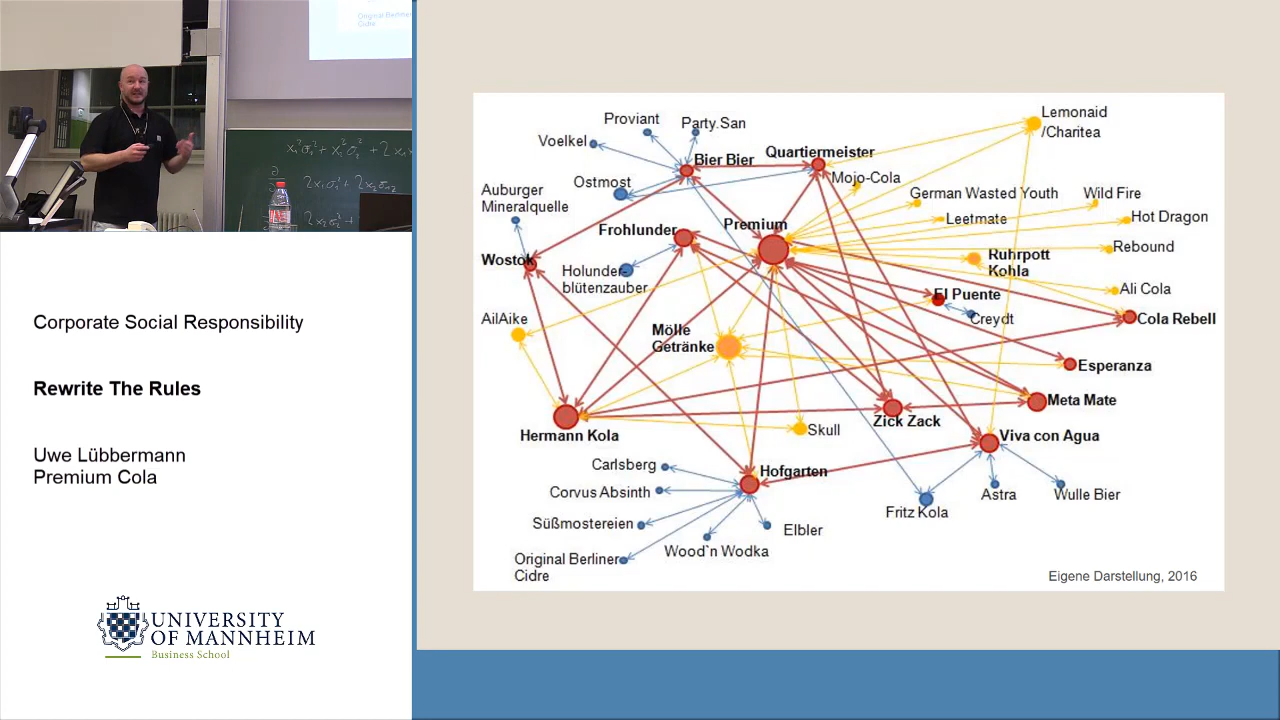 Original Berliner
Cidre
Corporate Social Responsibility
Rewrite The Rules
Uwe Lübbermann
Premium Cola
UNIVERSITY
OF MANNHEIM
Business School
Lemonaid
/Charitea
Proviant
Party.San
Voelkel
Bier Bier
Quartiermeister
Mojo-Cola
Ostmost
Auburger
Mineralquelle
German Wasted Youth
Wild Fire
Leetmate
Hot Dragon
Premium
Frohlunder
Rebound
Wostok
Ruhrpott
Kohla
Holunder-
blütenzauber
Ali Cola
El Puente
AilAike
Creydt
Cola Rebell
Mölle
Getränke
Esperanza
Meta Mate
Zick Zack
Hermann Kola
Skull
Viva con Agua
Carlsberg
Hofgarten
Corvus Absinth
Astra
Wulle Bier
Fritz Kola
Süßmostereien
Elbler
Wood`n Wodka
Original Berliner
Cidre
Eigene Darstellung, 2016